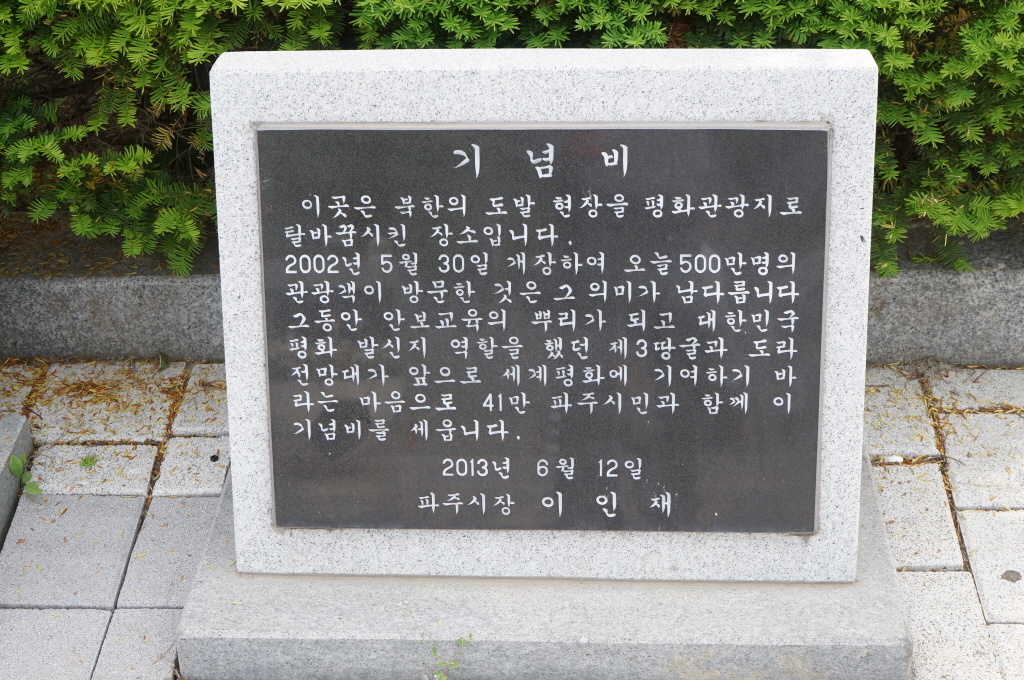 기 념 비
이곳은 북한의 도발 현장을 평화관광지로
탈바꿈시킨 장소입니다.
2002년 5월 30일 개장하여 오늘 500만명의
관광객이 방문한 것은 그 의미가 남다릅니다
그동안 안보교육의 뿌리가 되고 대한민국
평화 발신지 역할을 했던 제3땅굴과 도라
전망대가 앞으로 세계평화에 기여하기 바
라는 마음으로 41만 파주시민과 함께 이
기념비를 세웁니다.
2013년 6월 12일
파주시장 이 인 재